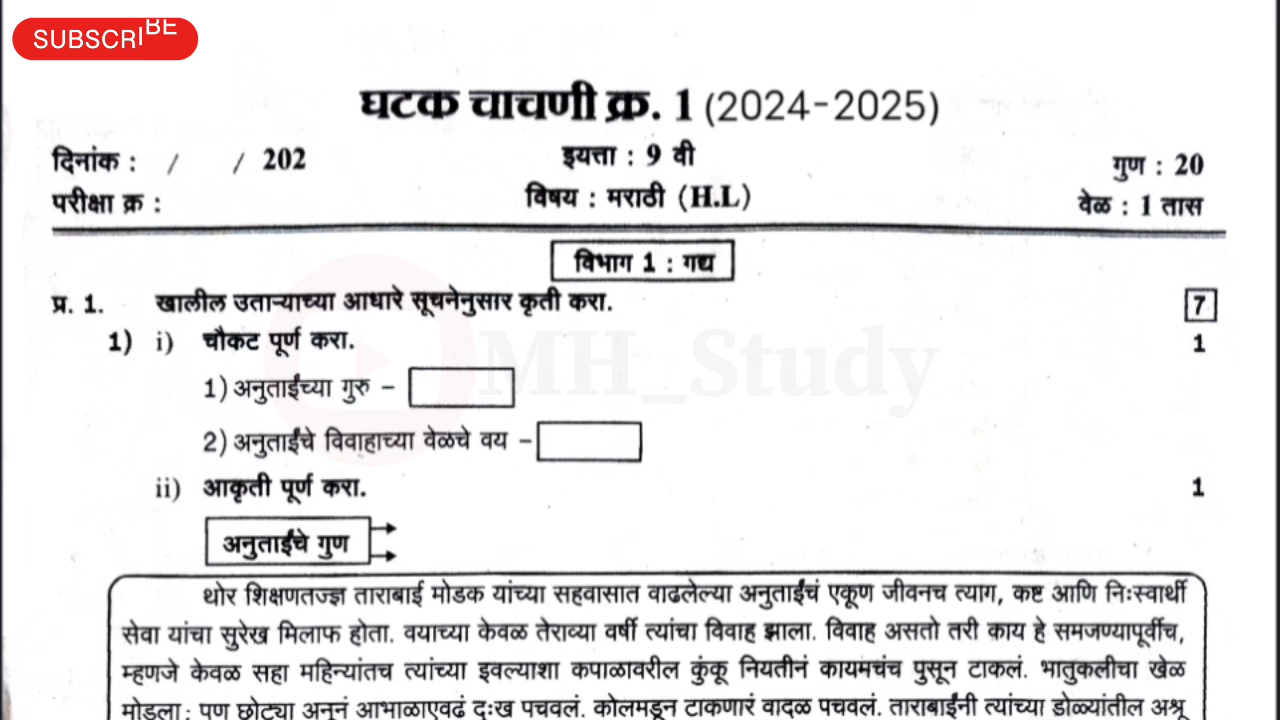 SUBSCRIBE
घटक चाचणी क्र. 1 (2024-2025)
दिनांक : / / 202 इयत्ता : 9 वी गुण : 20
परीक्षा क्र : विषय : मराठी (H.L) वेळ : 1 तास
विभाग 1 : गद्य
प्र. 1. खालील उताऱ्याच्या आधारे सूचनेनुसार कृती करा. 7
1) i) चौकट पूर्ण करा. 1
MH_Study
1) अनुताईंच्या गुरु -
2) अनुताईंचे विवाहाच्या वेळचे वय -
ii) आकृती पूर्ण करा. 1
अनुताईंचे गुण
थोर शिक्षणतज्ज्ञ ताराबाई मोडक यांच्या सहवासात वाढलेल्या अनुताईंचं एकूण जीवनच त्याग, कष्ट आणि निःस्वार्थी
सेवा यांचा सुरेख मिलाफ होता. वयाच्या केवळ तेराव्या वर्षी त्यांचा विवाह झाला. विवाह असतो तरी काय हे समजण्यापूर्वीच,
म्हणजे केवळ सहा महिन्यांतच त्यांच्या इवल्याशा कपाळावरील कुंकू नियतीनं कायमचंच पुसून टाकलं. भातुकलीचा खेळ
मोडला; पण छोट्या अनूनं आभाळाएवढं दुःख पचवलं. कोलमडून टाकणारं वादळ पचवलं. ताराबाईंनी त्यांच्या डोळ्यांतील अश्रू